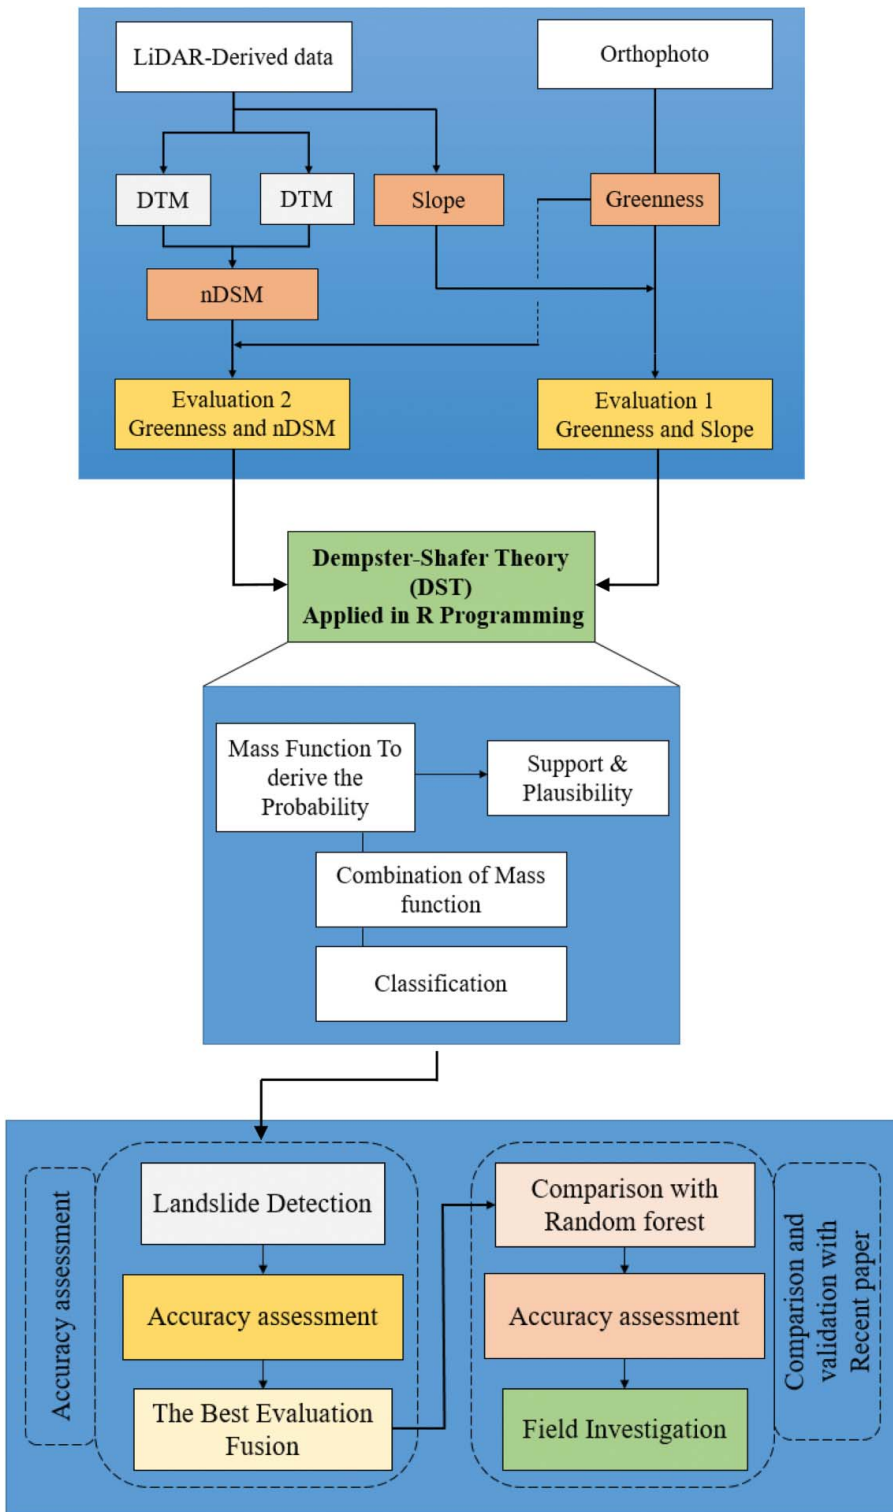 LiDAR-Derived data
Orthophoto
DTM
DTM
Slope
Greenness
nDSM
Evaluation 2
Greenness and nDSM
Evaluation 1
Greenness and Slope
Dempster-Shafer Theory
(DST)
Applied in R Programming
Mass Function To
derive the
Probability
Support &
Plausibility
Combination of Mass
function
Classification
Accuracy assessment
Landslide Detection
Accuracy assessment
The Best Evaluation
Fusion
Comparison with
Random forest
Accuracy assessment
Field Investigation
Comparison and
validation with
Recent paper